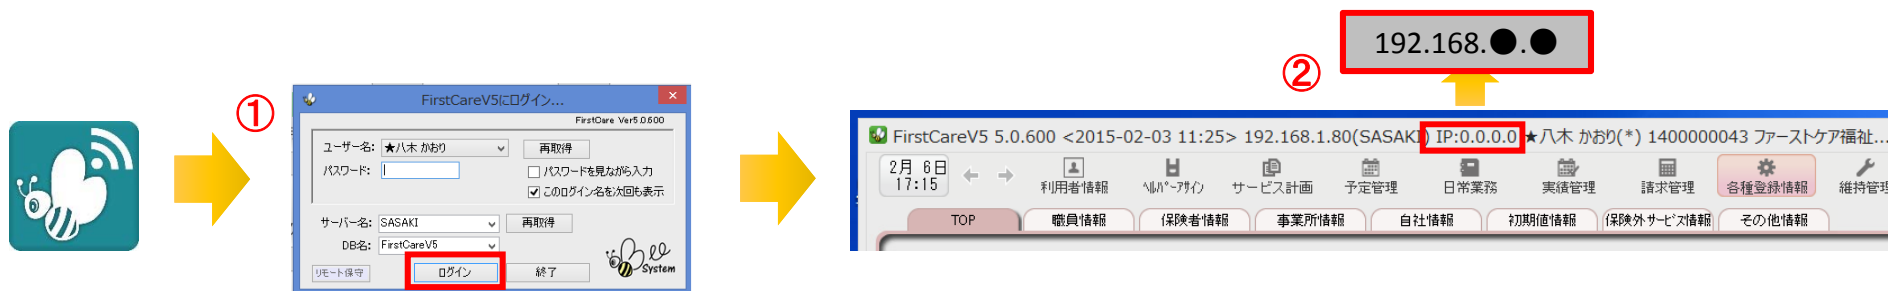 ①
FirstCareV5にログイン...
FirstCare Ver5.0.600
ユーザー名: ★八木 かおり 再取得
パスワード: パスワードを見ながら入力
このログイン名を次回も表示
サーバー名: SASAKI 再取得
DB名: FirstCareV5
リモート保守 ログイン 終了
Bee System
②
192.168.●.●
FirstCareV5 5.0.600 <2015-02-03 11:25> 192.168.1.80(SASAKI) IP:0.0.0.0 ★八木 かおり(*) 1400000043 ファーストケア福祉...
2月 6日
17:15
利用者情報 ﾍﾙﾊﾟｰｱｻｲﾝ サービス計画 予定管理 日常業務 実績管理 請求管理 各種登録情報 維持管理
TOP 職員情報 保険者情報 事業所情報 自社情報 初期値情報 保険外サービス情報 その他情報